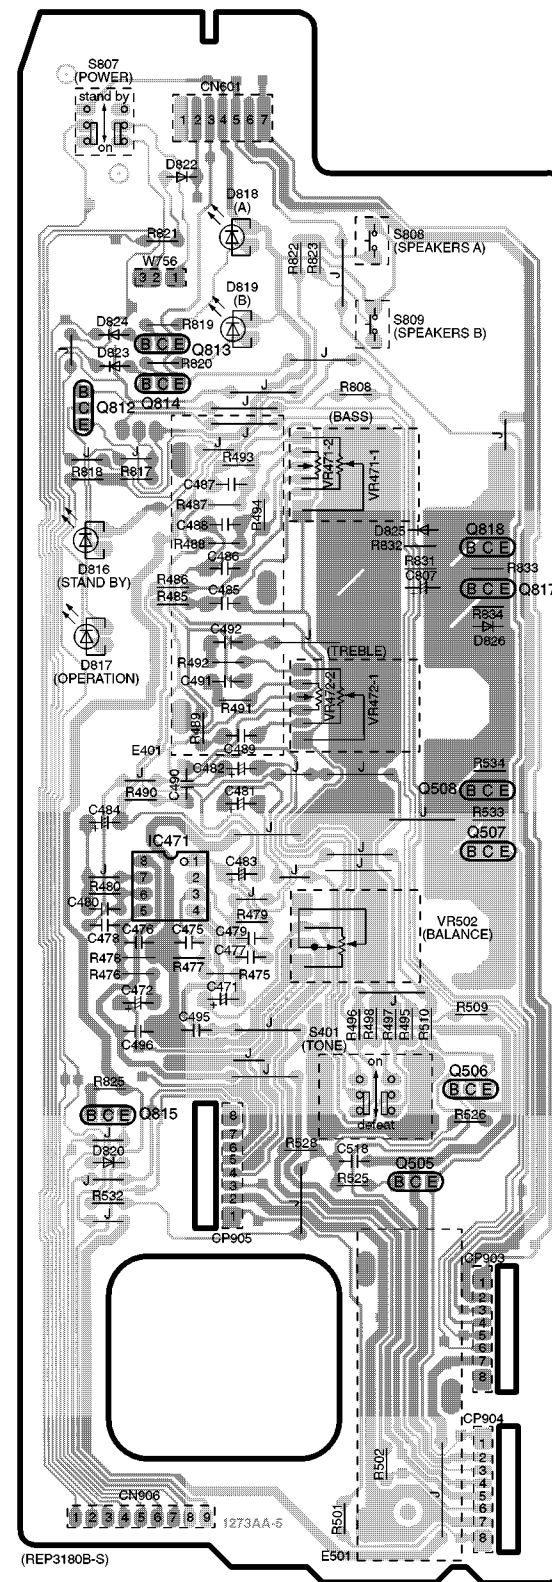 S807
(POWER)
stand by
on
CN601
1 2 3 4 5 6 7
D822
D818
(A)
R821
R822
R823
S808
(SPEAKERS A)
W756
3 2 1
J
D819
(B)
S809
(SPEAKERS B)
D824
R819
B C E Q813
J
D823
R820
J
B C E
Q814
B C E
Q812
J
R808
J
(BASS)
J
J
J
J
R818
R817
R493
C487
VR471-2
VR471-1
R487
R494
C488
D825
Q818
R832
B C E
D816
(STAND BY)
R488
C486
R831
R833
R486
C807
B C E Q817
R485
C485
R834
D826
D817
(OPERATION)
C492
J
(TREBLE)
R492
C491
VR472-2
VR472-1
R491
R489
C489
E401
C482
J
J
R534
J
R490
C490
C481
Q508 B C E
C484
J
R533
IC471
J
Q507
8 1
7 2
6 3
5 4
C483
J
J
B C E
J
R480
J
C480
R479
VR502
(BALANCE)
C478
C476
C475
C479
R476
R477
C477
R475
R476
C472
C471
J
R509
C496
C495
J
S401
(TONE)
R496
R498
R497
R495
R510
J
on
Q506
R825
J
B C E
B C E Q815
defeat
R526
J
8
7
6
5
4
3
2
1
R528
C518
D820
J
R525
Q505
B C E
R532
J
J
CP905
CP903
1
2
3
4
5
6
7
8
CP904
1
2
3
4
5
6
7
8
R502
J
R501
CN906
1 2 3 4 5 6 7 8 9
1273AA-5
E501
(REP3180B-S)